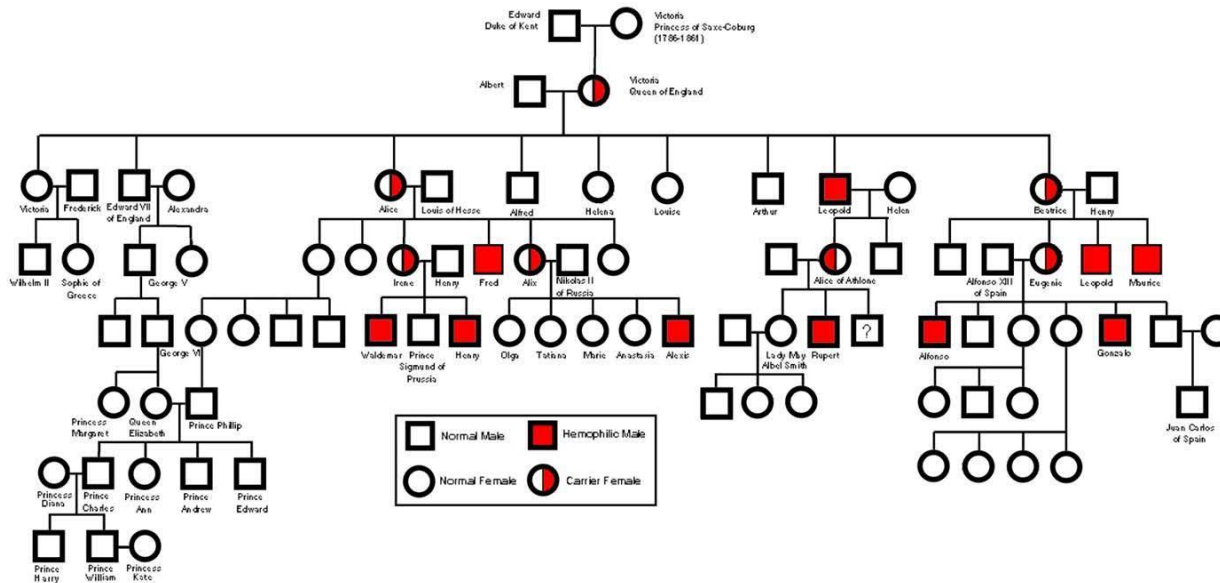 Edward
Duke of Kent
Victoria
Princess of Saxe-Coburg
(1786-1861)
Albert
Victoria
Queen of England
Victoria
Frederick
Edward VII
of England
Alexandra
Alice
Louis of Hesse
Alfred
Helena
Louise
Arthur
Leopold
Helen
Beatrice
Henry
Wilhelm II
Sophie of
Greece
George V
Irene
Henry
Fred
Alix
Nikolas II
of Russia
Alice of Athlone
Alfonso XIII
of Spain
Eugenie
Leopold
Maurice
George VI
Waldemar
Prince
Sigmund of
Prussia
Henry
Olga
Tatiana
Marie
Anastasia
Alexis
Lady May
Abel Smith
Rupert
?
Alfonso
Gonzalo
Princess
Margaret
Queen
Elizabeth
Prince Phillip
Juan Carlos
of Spain
Normal Male
Hemophilic Male
Normal Female
Carrier Female
Princess
Diana
Prince
Charles
Princess
Ann
Prince
Andrew
Prince
Edward
Prince
Harry
Prince
William
Princess
Kate